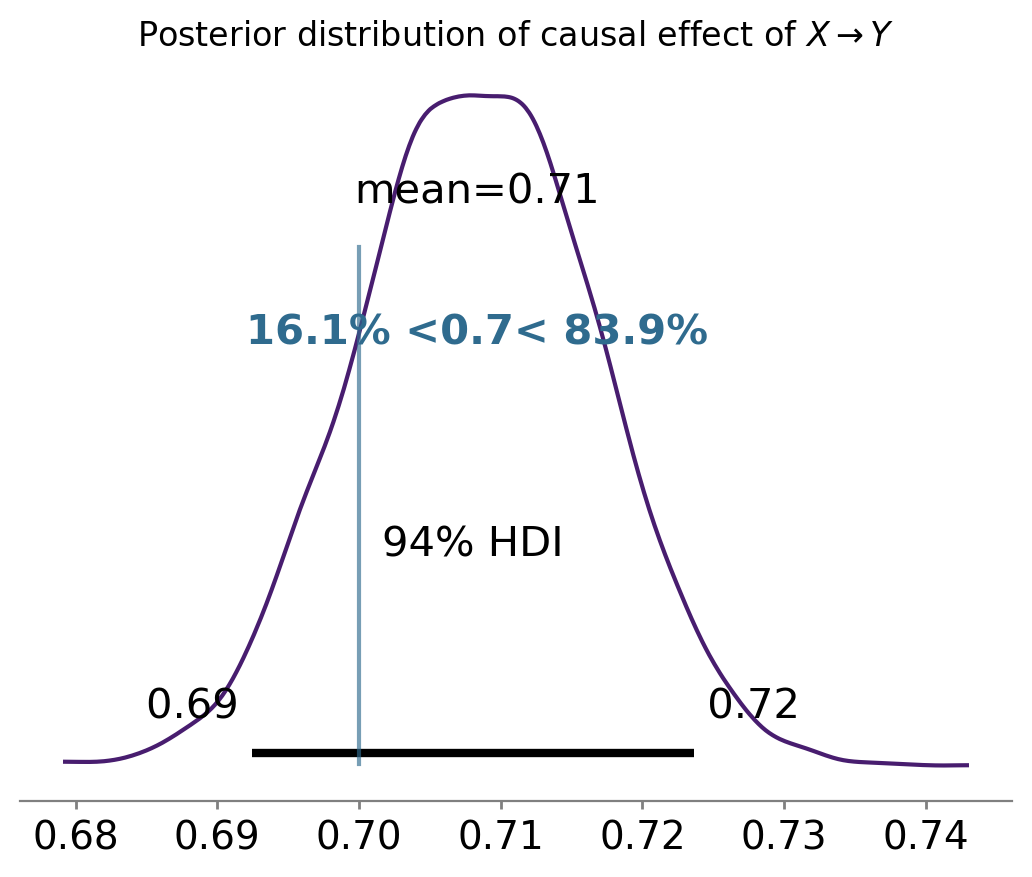 Posterior distribution of causal effect of X → Y
mean=0.71
16.1% <0.7< 83.9%
94% HDI
0.69 0.72
0.68 0.69 0.70 0.71 0.72 0.73 0.74